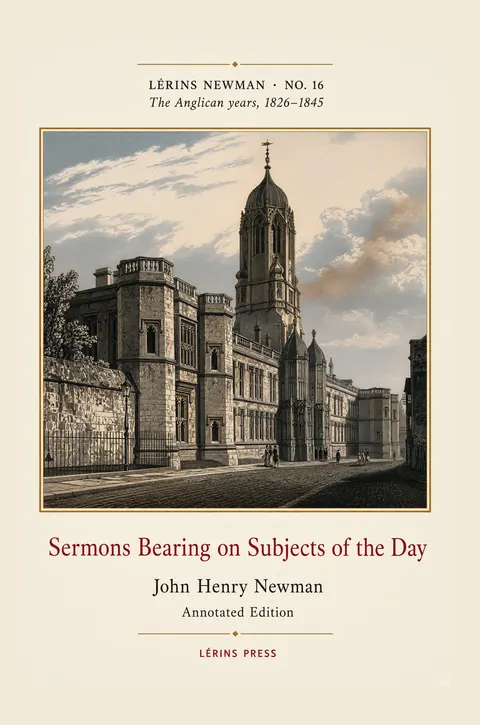 LÉRINS NEWMAN · NO. 16
The Anglican years, 1826–1845
Sermons Bearing on Subjects of the Day
John Henry Newman
Annotated Edition
LÉRINS PRESS